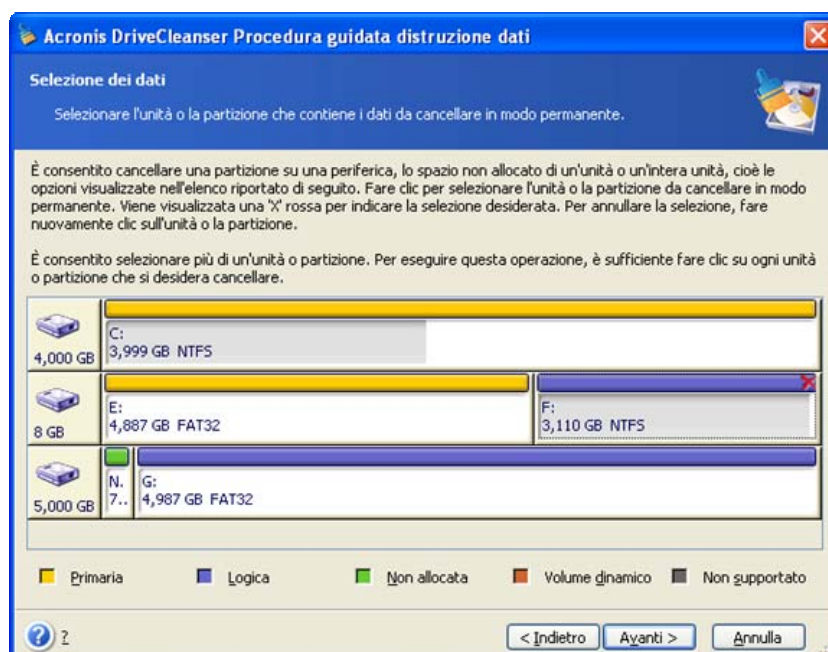 Acronis DriveCleanser Procedura guidata distruzione dati
Selezione dei dati
Selezionare l'unità o la partizione che contiene i dati da cancellare in modo permanente.
È consentito cancellare una partizione su una periferica, lo spazio non allocato di un'unità o un'intera unità, cioè le
opzioni visualizzate nell'elenco riportato di seguito. Fare clic per selezionare l'unità o la partizione da cancellare in modo
permanente. Viene visualizzata una 'X' rossa per indicare la selezione desiderata. Per annullare la selezione, fare
nuovamente clic sull'unità o la partizione.
È consentito selezionare più di un'unità o partizione. Per eseguire questa operazione, è sufficiente fare clic su ogni unità
o partizione che si desidera cancellare.
4,000 GB
C:
3,999 GB NTFS
8 GB
E:
4,887 GB FAT32
F:
3,110 GB NTFS
5,000 GB
N.
7..
G:
4,987 GB FAT32
Primaria
Logica
Non allocata
Volume dinamico
Non supportato
? ?
< Indietro
Avanti >
Annulla